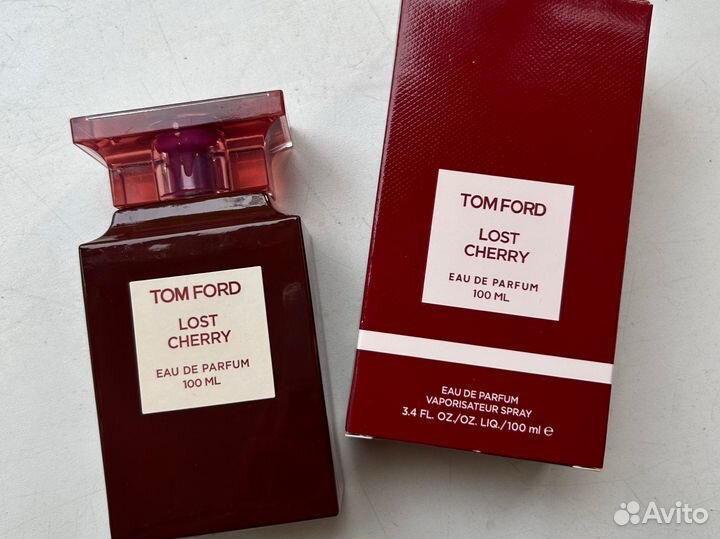 TOM FORD
LOST
CHERRY
EAU DE PARFUM
100 ML
TOM FORD
LOST
CHERRY
EAU DE PARFUM
100 ML
EAU DE PARFUM
VAPORISATEUR SPRAY
3.4 FL. OZ./OZ. LIQ./100 ml e
Avito